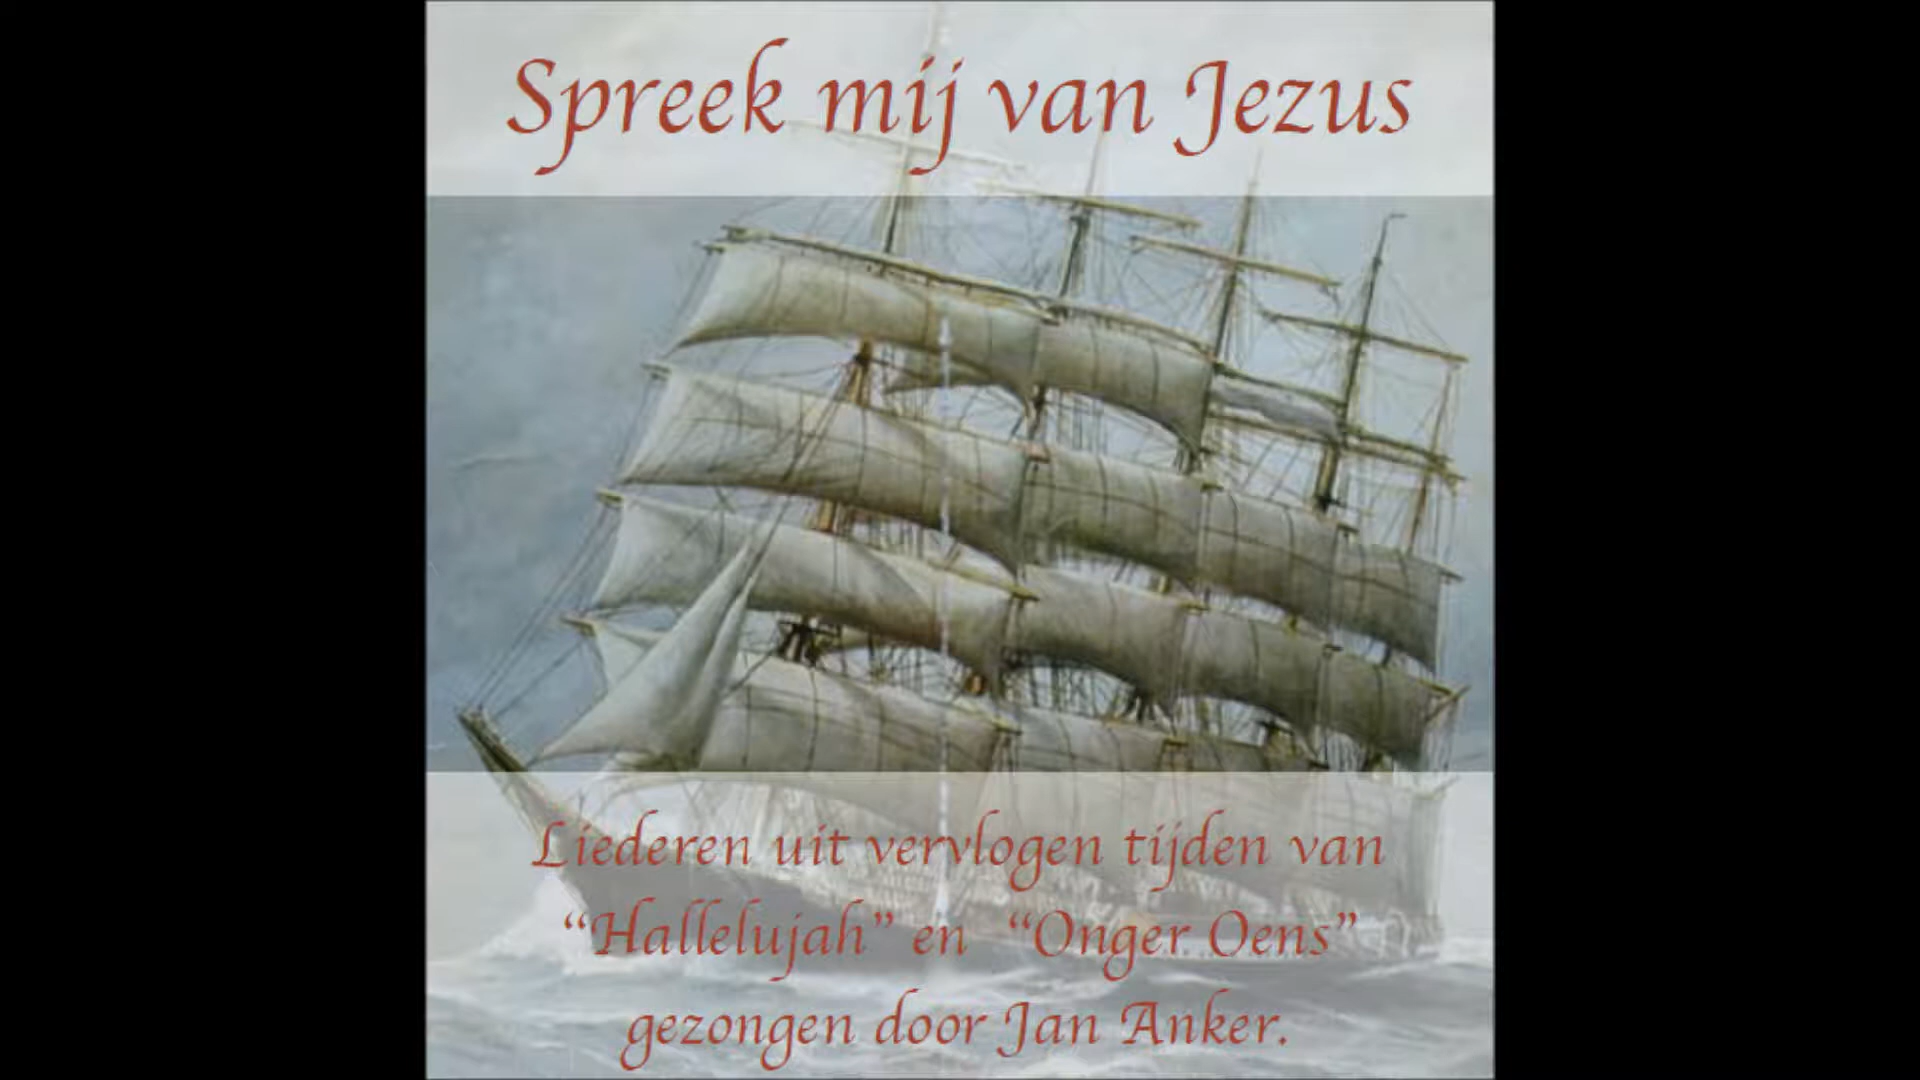 Spreek mij van Jezus
Liederen uit vervlogen tijden van
“Hallelujah” en “Onger Oens”
gezongen door Jan Anker.